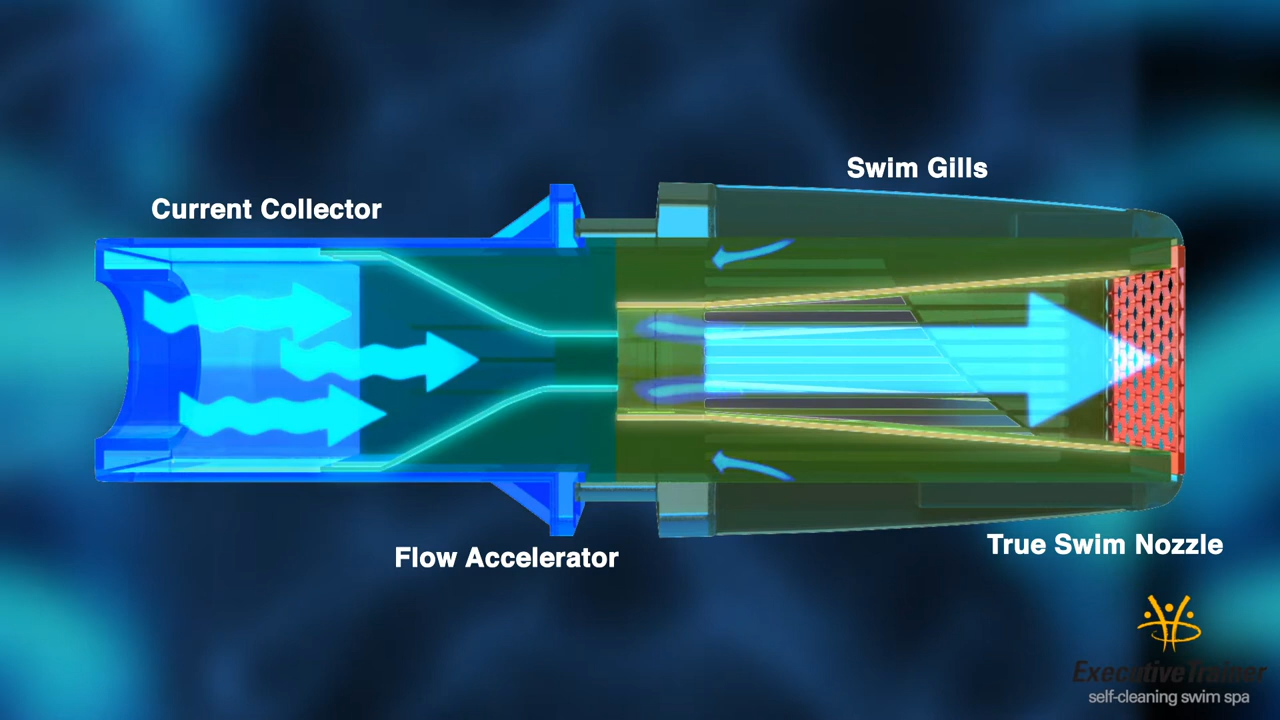 Swim Gills
Current Collector
True Swim Nozzle
Flow Accelerator
ExecutiveTrainer
self-cleaning swim spa